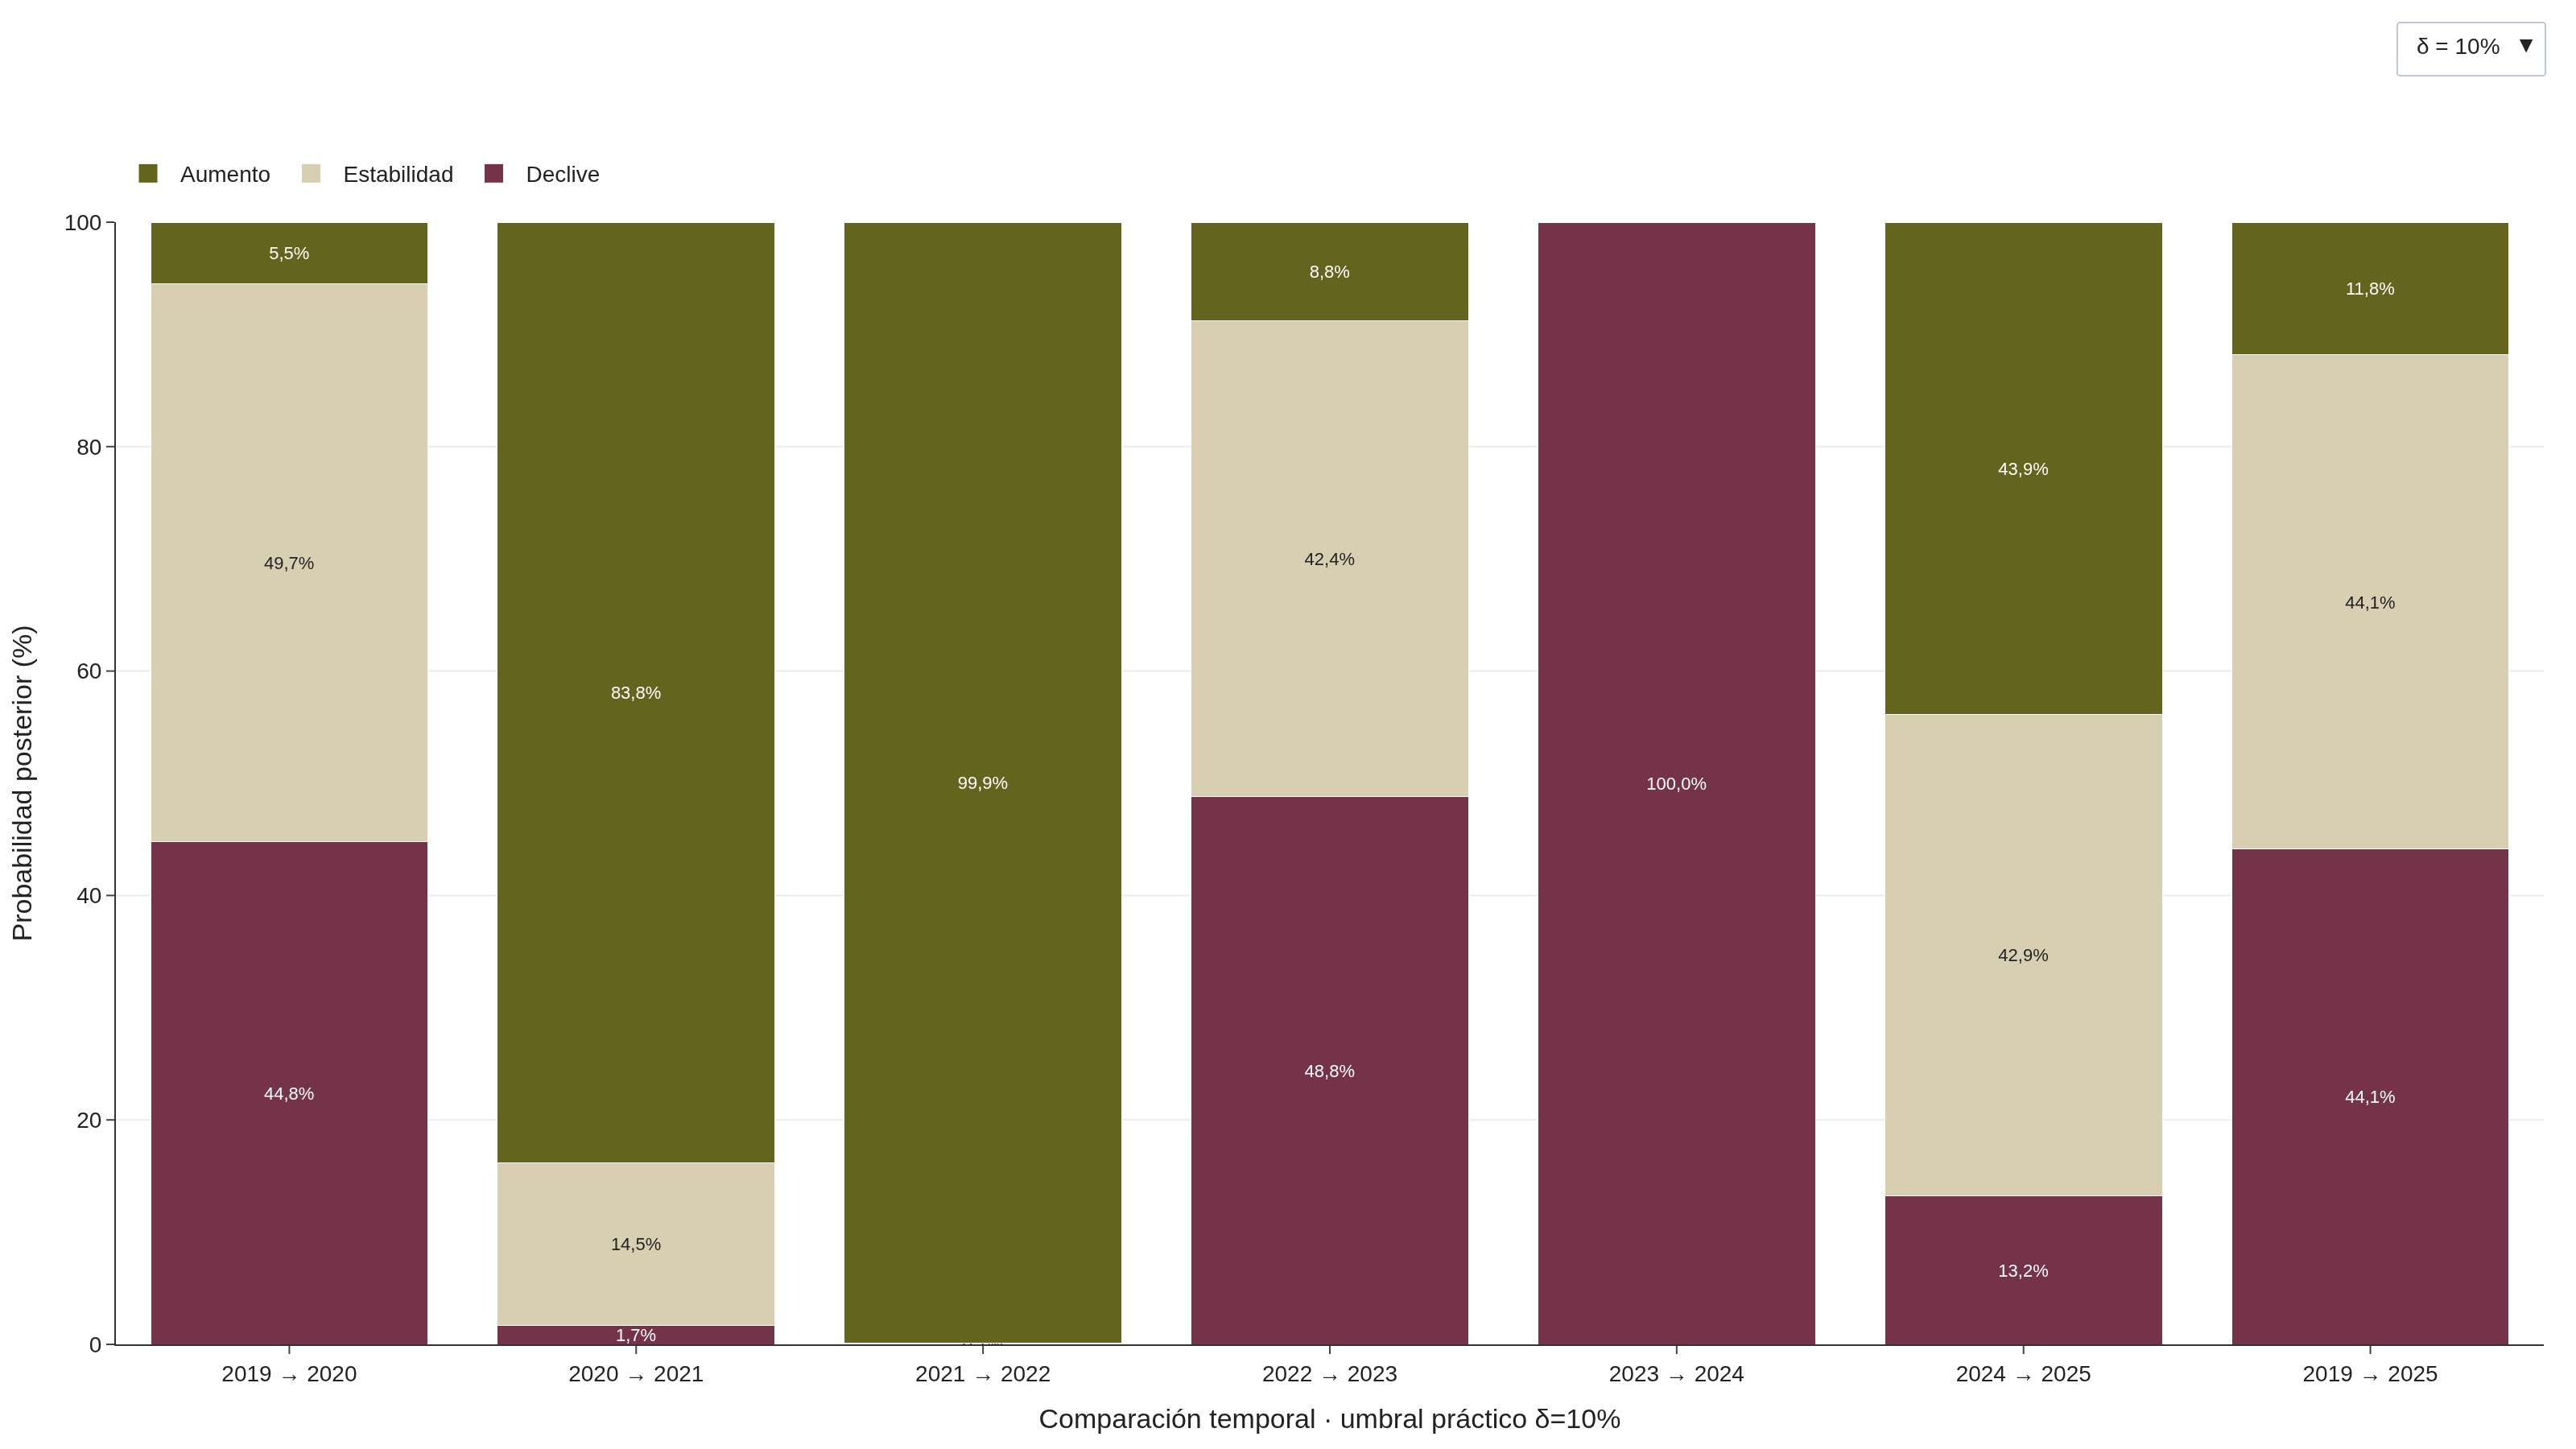 δ = 10% ▼
Aumento Estabilidad Declive
Probabilidad posterior (%)
100
80
60
40
20
0
5,5%
49,7%
44,8%
83,8%
14,5%
1,7%
99,9%
8,8%
42,4%
48,8%
100,0%
43,9%
42,9%
13,2%
11,8%
44,1%
44,1%
2019 → 2020
2020 → 2021
2021 → 2022
2022 → 2023
2023 → 2024
2024 → 2025
2019 → 2025
Comparación temporal · umbral práctico δ=10%